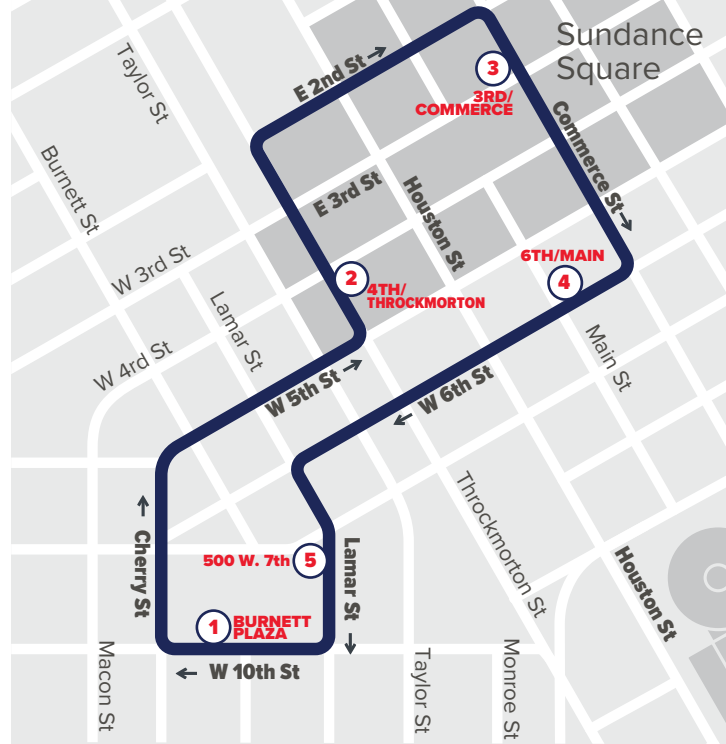 Sundance
Square
Taylor St
E 2nd St
3
3RD/
COMMERCE
Commerce St
Burnett St
E 3rd St
Houston St
W 3rd St
6TH/MAIN
4
2
4TH/
THROCKMORTON
Lamar St
W 4rd St
Main St
W 5th St
W 6th St
Throckmorton St
Cherry St
500 W. 7th
5
Lamar St
Houston St
1
BURNETT
PLAZA
W 10th St
Macon St
Taylor St
Monroe St